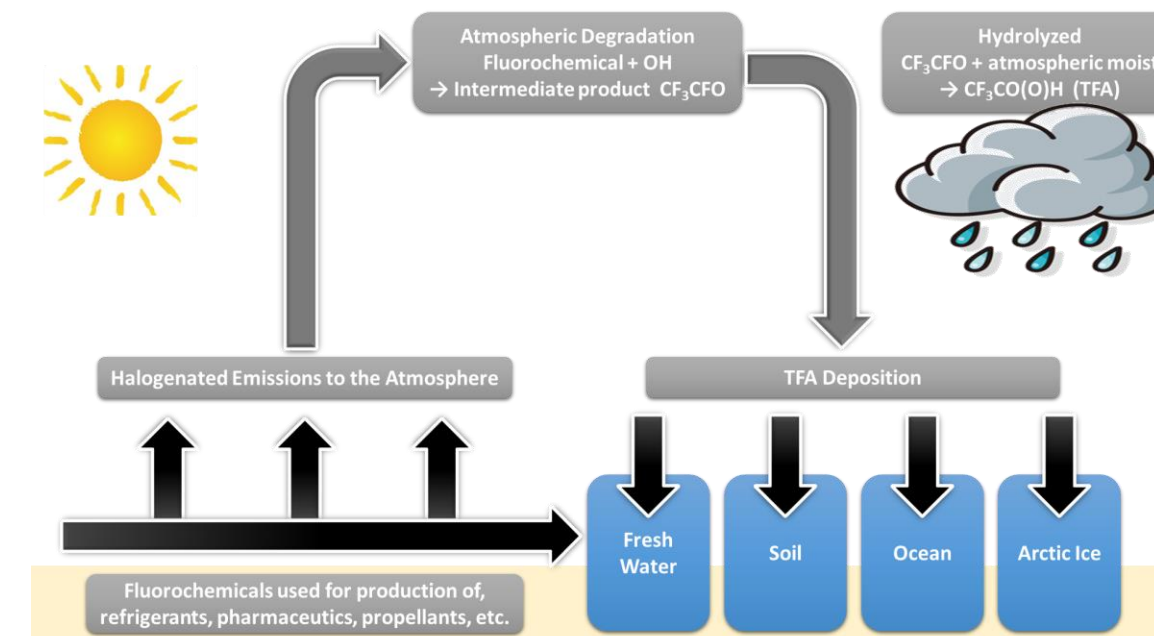 Atmospheric Degradation
Fluorochemical + OH
→ Intermediate product CF₃CFO
Hydrolyzed
CF₃CFO + atmospheric moist
→ CF₃CO(O)H (TFA)
Halogenated Emissions to the Atmosphere
TFA Deposition
Fresh
Water
Soil
Ocean
Arctic Ice
Fluorochemicals used for production of,
refrigerants, pharmaceutics, propellants, etc.